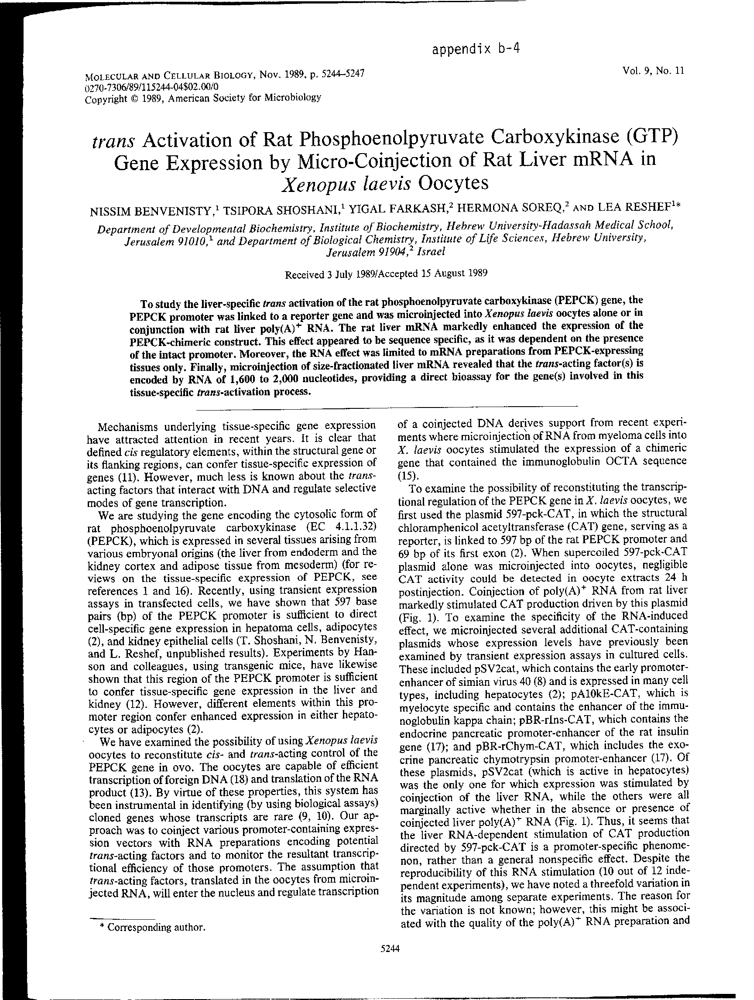 appendix b-4
MOLECULAR AND CELLULAR BIOLOGY, Nov. 1989, p. 5244-5247
Vol. 9, No. 11
0270-7306/89/115244-04$02.00/0
Copyright © 1989, American Society for Microbiology
trans Activation of Rat Phosphoenolpyruvate Carboxykinase (GTP)
Gene Expression by Micro-Coinjection of Rat Liver mRNA in
Xenopus laevis Oocytes
NISSIM BENVENISTY,¹ TSIPORA SHOSHANI,¹ YIGAL FARKASH,² HERMONA SOREQ,² AND LEA RESHEF¹*
Department of Developmental Biochemistry, Institute of Biochemistry, Hebrew University-Hadassah Medical School,
Jerusalem 91010,¹ and Department of Biological Chemistry, Institute of Life Sciences, Hebrew University,
Jerusalem 91904,² Israel
Received 3 July 1989/Accepted 15 August 1989
To study the liver-specific trans activation of the rat phosphoenolpyruvate carboxykinase (PEPCK) gene, the
PEPCK promoter was linked to a reporter gene and was microinjected into Xenopus laevis oocytes alone or in
conjunction with rat liver poly(A)⁺ RNA. The rat liver mRNA markedly enhanced the expression of the
PEPCK-chimeric construct. This effect appeared to be sequence specific, as it was dependent on the presence
of the intact promoter. Moreover, the RNA effect was limited to mRNA preparations from PEPCK-expressing
tissues only. Finally, microinjection of size-fractionated liver mRNA revealed that the trans-acting factor(s) is
encoded by RNA of 1,600 to 2,000 nucleotides, providing a direct bioassay for the gene(s) involved in this
tissue-specific trans-activation process.
Mechanisms underlying tissue-specific gene expression
have attracted attention in recent years. It is clear that
defined cis regulatory elements, within the structural gene or
its flanking regions, can confer tissue-specific expression of
genes (11). However, much less is known about the trans-
acting factors that interact with DNA and regulate selective
modes of gene transcription.
We are studying the gene encoding the cytosolic form of
rat phosphoenolpyruvate carboxykinase (EC 4.1.1.32)
(PEPCK), which is expressed in several tissues arising from
various embryonal origins (the liver from endoderm and the
kidney cortex and adipose tissue from mesoderm) (for re-
views on the tissue-specific expression of PEPCK, see
references 1 and 16). Recently, using transient expression
assays in transfected cells, we have shown that 597 base
pairs (bp) of the PEPCK promoter is sufficient to direct
cell-specific gene expression in hepatoma cells, adipocytes
(2), and kidney epithelial cells (T. Shoshani, N. Benvenisty,
and L. Reshef, unpublished results). Experiments by Han-
son and colleagues, using transgenic mice, have likewise
shown that this region of the PEPCK promoter is sufficient
to confer tissue-specific gene expression in the liver and
kidney (12). However, different elements within this pro-
moter region confer enhanced expression in either hepato-
cytes or adipocytes (2).
We have examined the possibility of using Xenopus laevis
oocytes to reconstitute cis- and trans-acting control of the
PEPCK gene in ovo. The oocytes are capable of efficient
transcription of foreign DNA (18) and translation of the RNA
product (13). By virtue of these properties, this system has
been instrumental in identifying (by using biological assays)
cloned genes whose transcripts are rare (9, 10). Our ap-
proach was to coinject various promoter-containing expres-
sion vectors with RNA preparations encoding potential
trans-acting factors and to monitor the resultant transcrip-
tional efficiency of those promoters. The assumption that
trans-acting factors, translated in the oocytes from microin-
jected RNA, will enter the nucleus and regulate transcription
* Corresponding author.
of a coinjected DNA derives support from recent experi-
ments where microinjection of RNA from myeloma cells into
X. laevis oocytes stimulated the expression of a chimeric
gene that contained the immunoglobulin OCTA sequence
(15).
To examine the possibility of reconstituting the transcrip-
tional regulation of the PEPCK gene in X. laevis oocytes, we
first used the plasmid 597-pck-CAT, in which the structural
chloramphenicol acetyltransferase (CAT) gene, serving as a
reporter, is linked to 597 bp of the rat PEPCK promoter and
69 bp of its first exon (2). When supercoiled 597-pck-CAT
plasmid alone was microinjected into oocytes, negligible
CAT activity could be detected in oocyte extracts 24 h
postinjection. Coinjection of poly(A)⁺ RNA from rat liver
markedly stimulated CAT production driven by this plasmid
(Fig. 1). To examine the specificity of the RNA-induced
effect, we microinjected several additional CAT-containing
plasmids whose expression levels have previously been
examined by transient expression assays in cultured cells.
These included pSV2cat, which contains the early promoter-
enhancer of simian virus 40 (8) and is expressed in many cell
types, including hepatocytes (2); pA10kE-CAT, which is
myelocyte specific and contains the enhancer of the immu-
noglobulin kappa chain; pBR-rIns-CAT, which contains the
endocrine pancreatic promoter-enhancer of the rat insulin
gene (17); and pBR-rChym-CAT, which includes the exo-
crine pancreatic chymotrypsin promoter-enhancer (17). Of
these plasmids, pSV2cat (which is active in hepatocytes)
was the only one for which expression was stimulated by
coinjection of the liver RNA, while the others were all
marginally active whether in the absence or presence of
coinjected liver poly(A)⁺ RNA (Fig. 1). Thus, it seems that
the liver RNA-dependent stimulation of CAT production
directed by 597-pck-CAT is a promoter-specific phenome-
non, rather than a general nonspecific effect. Despite the
reproducibility of this RNA stimulation (10 out of 12 inde-
pendent experiments), we have noted a threefold variation in
its magnitude among separate experiments. The reason for
the variation is not known; however, this might be associ-
ated with the quality of the poly(A)⁺ RNA preparation and
5244